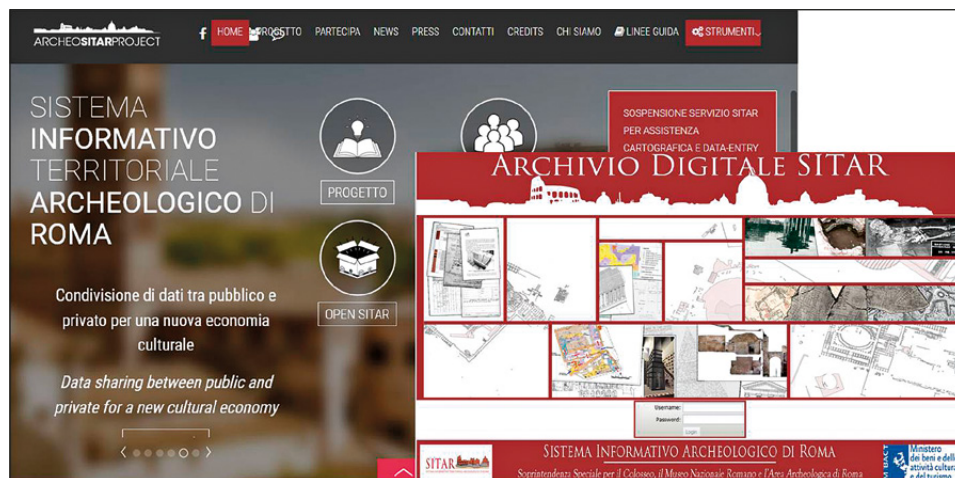 ARCHEOSITARPROJECT
HOME
PROGETTO
PARTECIPA
NEWS
PRESS
CONTATTI
CREDITS
CHI SIAMO
LINEE GUIDA
STRUMENTI
SISTEMA
INFORMATIVO
TERRITORIALE
ARCHEOLOGICO DI
ROMA
Condivisione di dati tra pubblico e
privato per una nuova economia
culturale
Data sharing between public and
private for a new cultural economy
PROGETTO
OPEN SITAR
SOSPENSIONE SERVIZIO SITAR
PER ASSISTENZA
CARTOGRAFICA E DATA-ENTRY
ARCHIVIO DIGITALE SITAR
Username:
Password:
Login
SITAR
SISTEMA INFORMATIVO ARCHEOLOGICO DI ROMA
Soprintendenza Speciale per il Colosseo, il Museo Nazionale Romano e l'Area Archeologica di Roma
MiBACT
Ministero
dei beni e delle
attività cultura
e del turismo